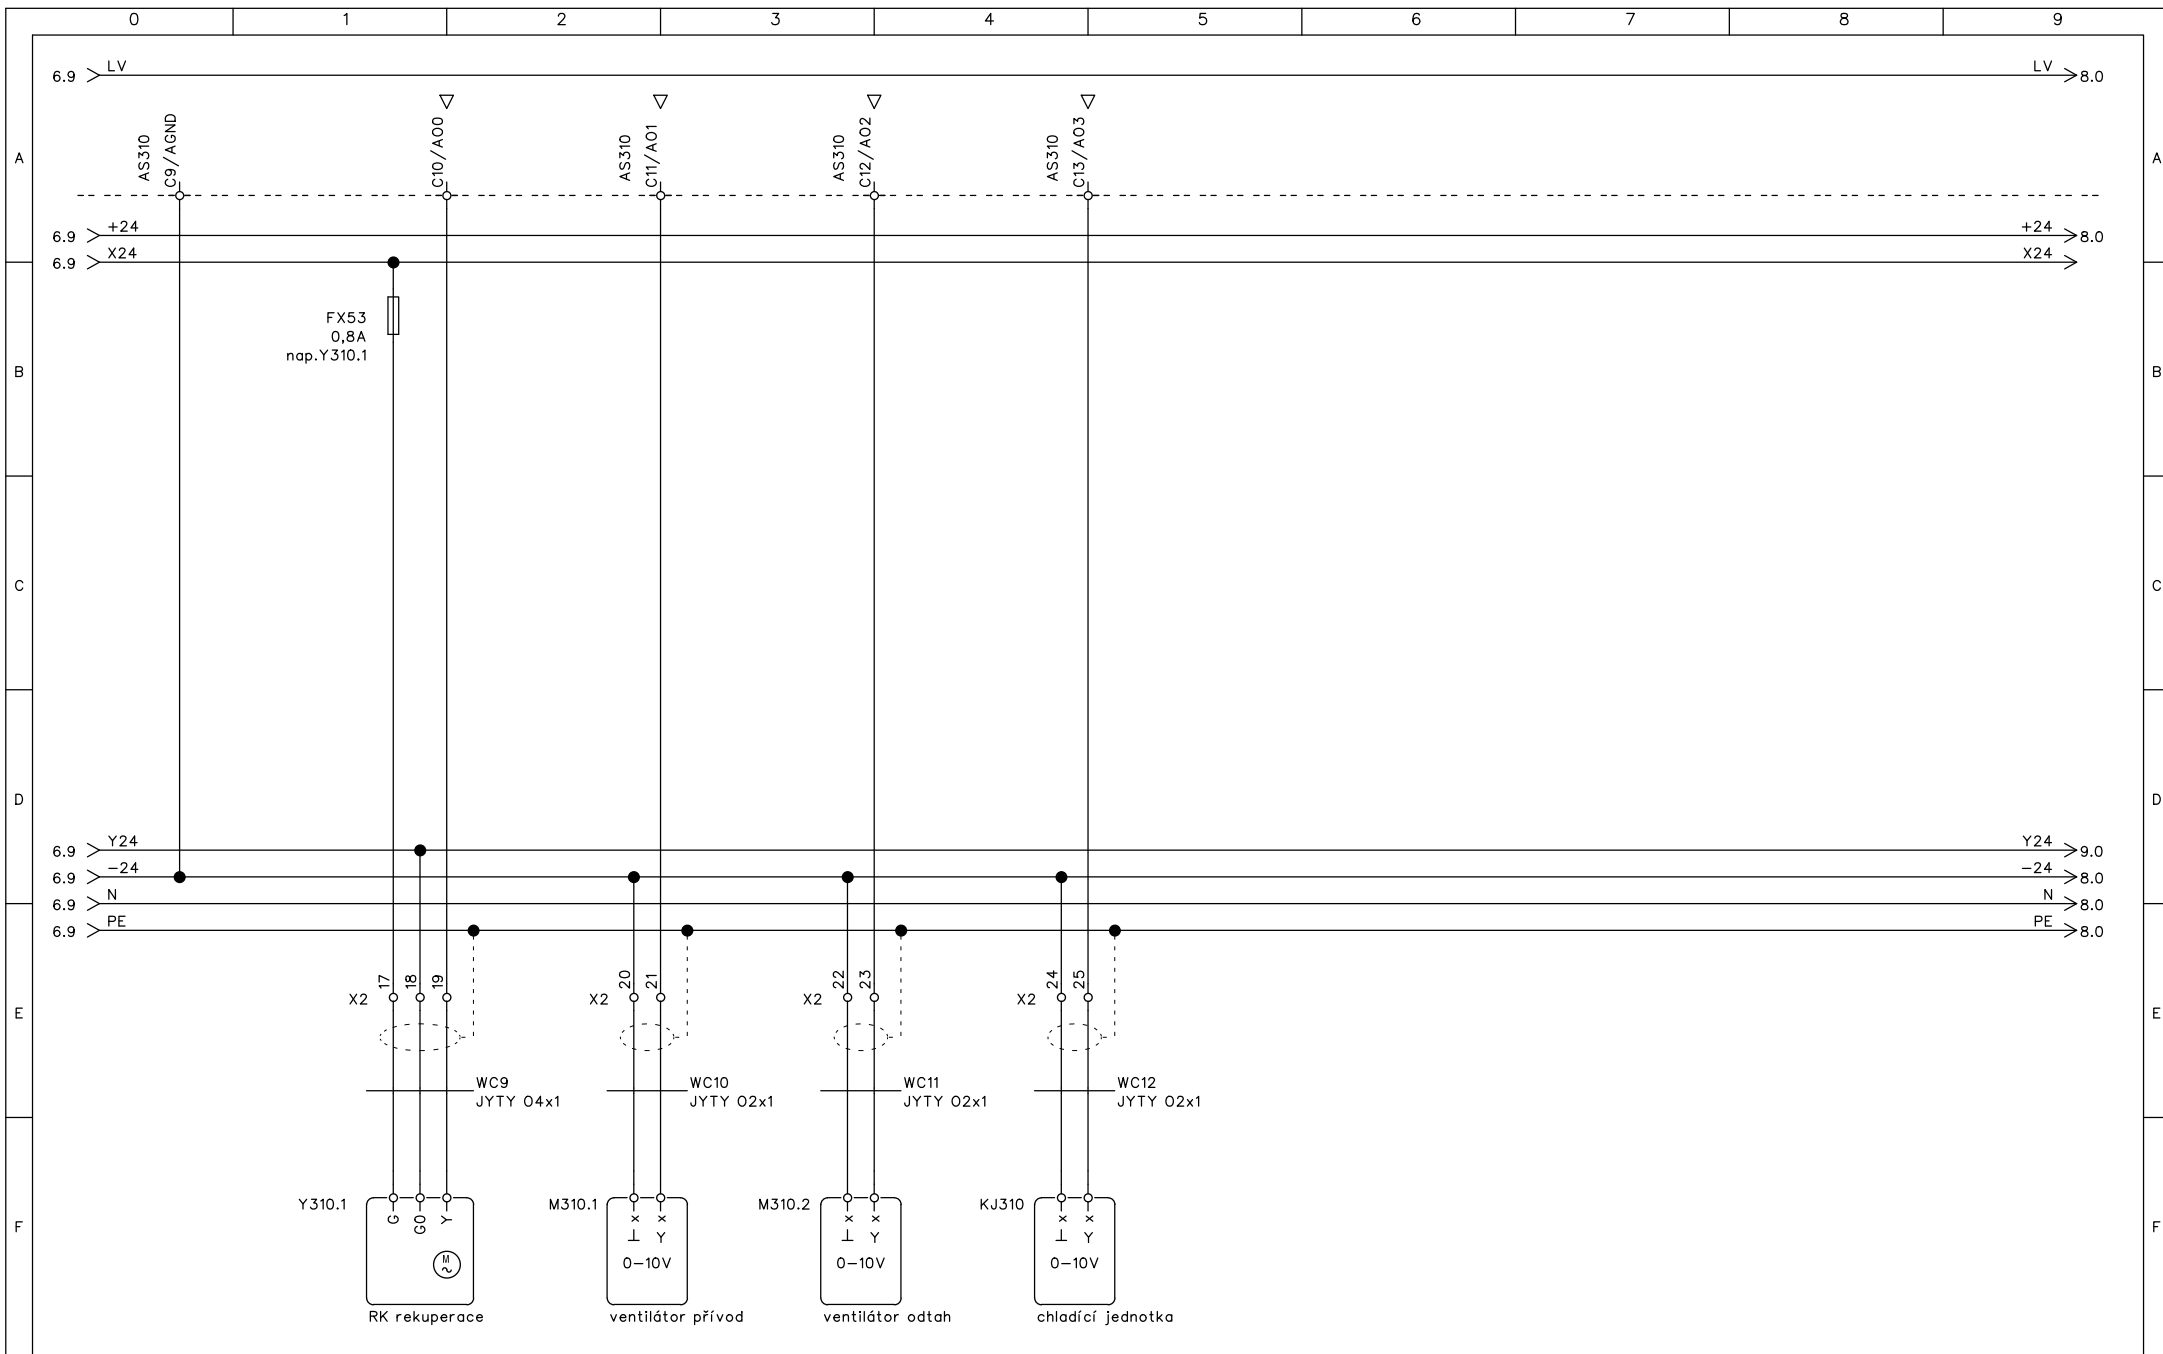 0 1 2 3 4 5 6 7 8 9
6.9 LV LV 8.0
A A
AS310
C9/AGND
C10/AO0
AS310
C11/AO1
AS310
C12/AO2
AS310
C13/AO3
6.9 +24 +24 8.0
6.9 X24 X24
FX53
0,8A
nap.Y310.1
B B
C C
D D
6.9 Y24 Y24 9.0
6.9 -24 -24 8.0
6.9 N N 8.0
6.9 PE PE 8.0
X2 17 18 19
X2 20 21
X2 22 23
X2 24 25
E E
WC9
JYTY O4x1
WC10
JYTY O2x1
WC11
JYTY O2x1
WC12
JYTY O2x1
F F
Y310.1
G G0 Y
M
~
RK rekuperace
M310.1
x x
⊥ Y
0-10V
ventilátor přívod
M310.2
x x
⊥ Y
0-10V
ventilátor odtah
KJ310
x x
⊥ Y
0-10V
chladící jednotka